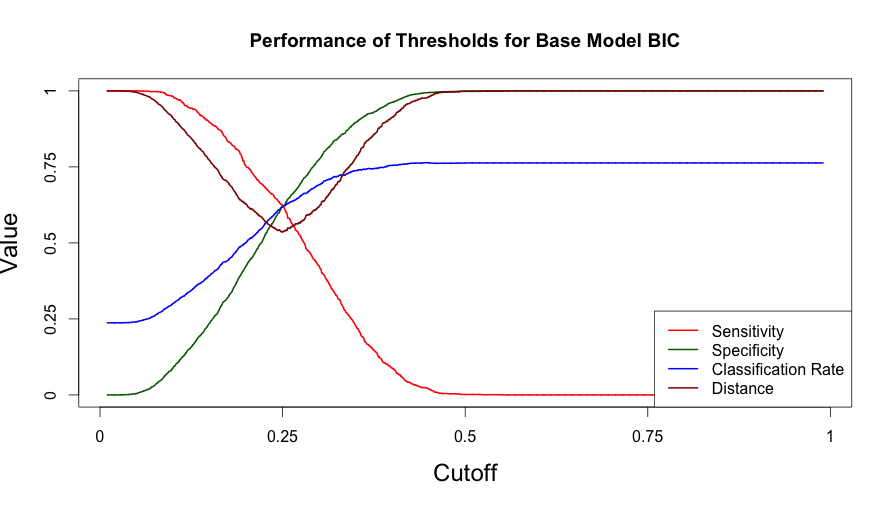 Performance of Thresholds for Base Model BIC
Value
1
0.75
0.5
0.25
0
Sensitivity
Specificity
Classification Rate
Distance
0 0.25 0.5 0.75 1
Cutoff